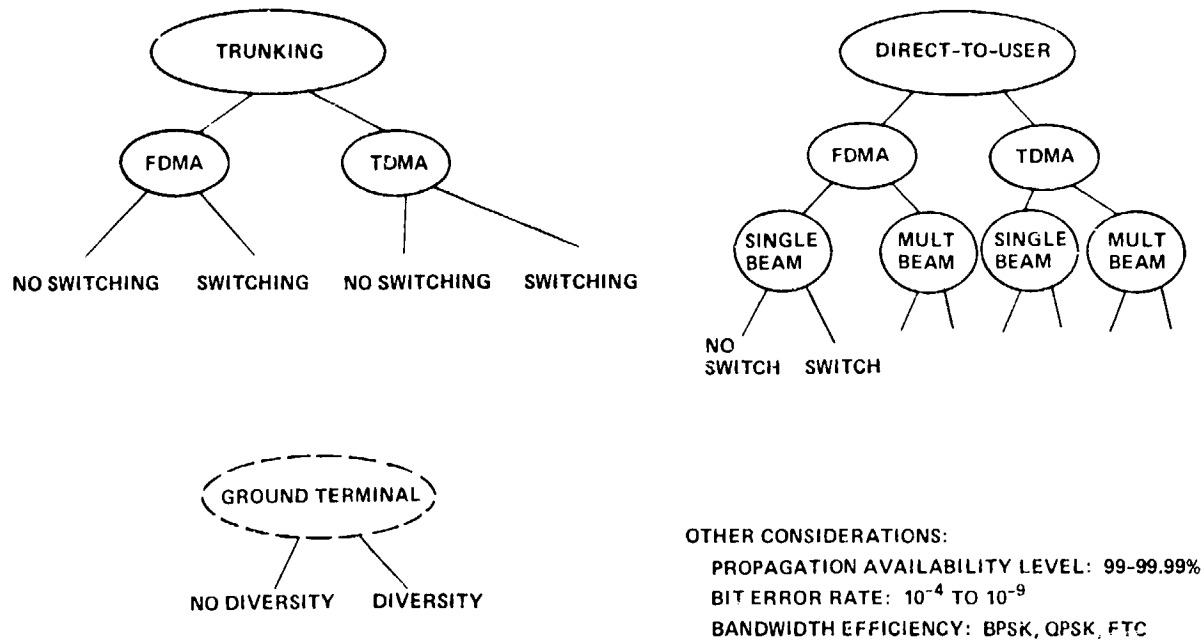 TRUNKING
FDMA
TDMA
NO SWITCHING
SWITCHING
NO SWITCHING
SWITCHING
DIRECT-TO-USER
FDMA
TDMA
SINGLE
BEAM
MULT
BEAM
SINGLE
BEAM
MULT
BEAM
NO
SWITCH
SWITCH
GROUND TERMINAL
NO DIVERSITY
DIVERSITY
OTHER CONSIDERATIONS:
PROPAGATION AVAILABILITY LEVEL: 99-99.99%
BIT ERROR RATE: 10⁻⁴ TO 10⁻⁹
BANDWIDTH EFFICIENCY: BPSK, QPSK, ETC